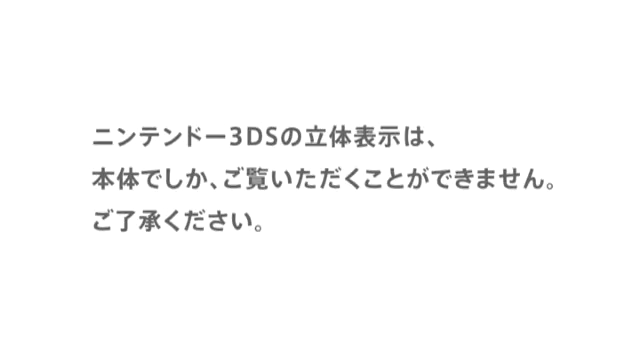 ニンテンドー3DSの立体表示は、
本体でしか、ご覧いただくことができません。
ご了承ください。